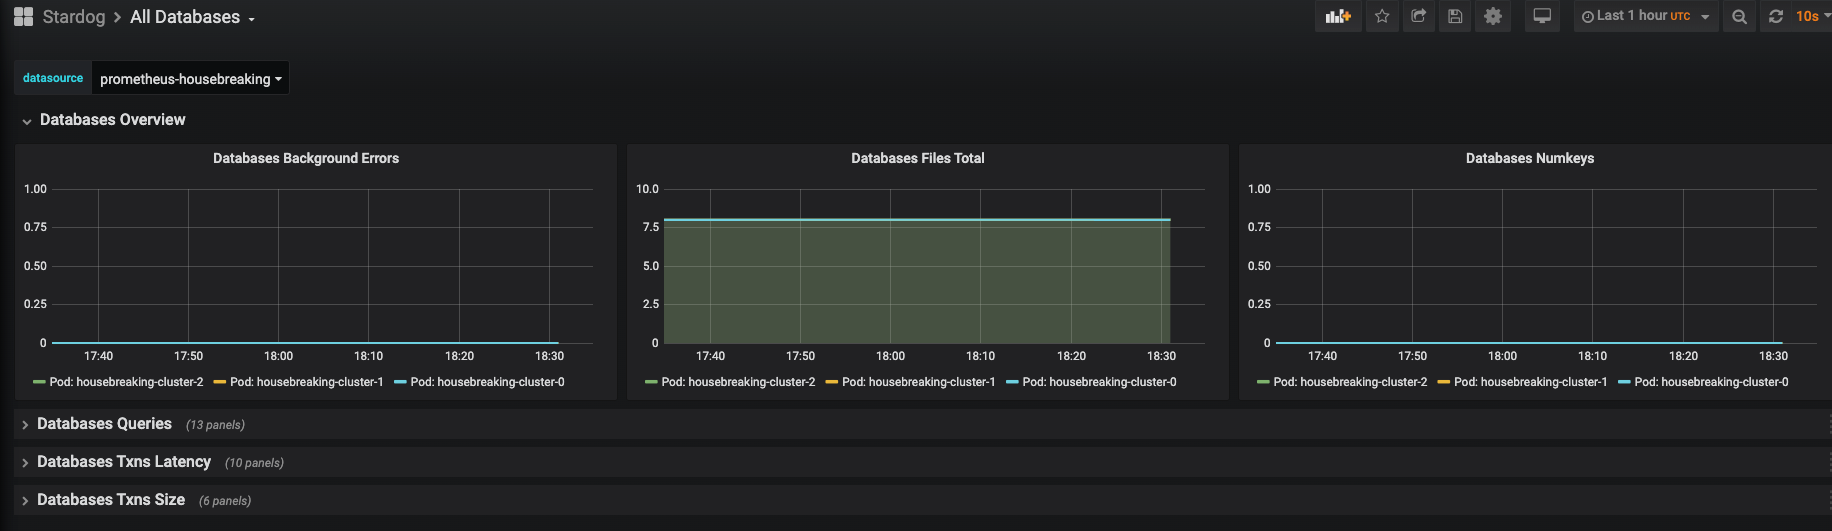 Stardog > All Databases
Last 1 hour UTC
10s
datasource prometheus-housebreaking
Databases Overview
Databases Background Errors
1.00
0.75
0.50
0.25
0
17:40 17:50 18:00 18:10 18:20 18:30
Pod: housebreaking-cluster-2 Pod: housebreaking-cluster-1 Pod: housebreaking-cluster-0
Databases Files Total
10.0
7.5
5.0
2.5
0
17:40 17:50 18:00 18:10 18:20 18:30
Pod: housebreaking-cluster-2 Pod: housebreaking-cluster-1 Pod: housebreaking-cluster-0
Databases Numkeys
1.00
0.75
0.50
0.25
0
17:40 17:50 18:00 18:10 18:20 18:30
Pod: housebreaking-cluster-2 Pod: housebreaking-cluster-1 Pod: housebreaking-cluster-0
Databases Queries (13 panels)
Databases Txns Latency (10 panels)
Databases Txns Size (6 panels)